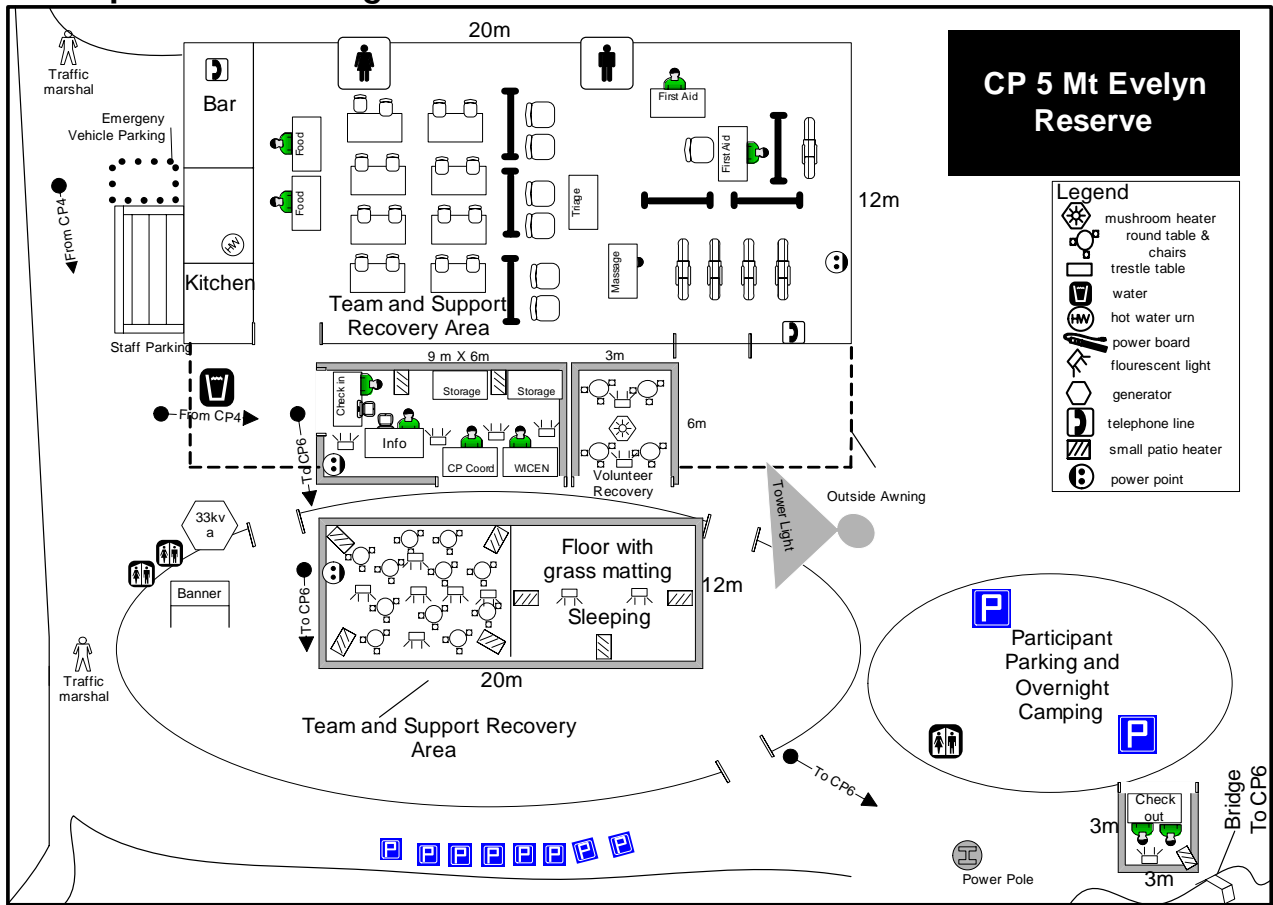 20m
CP 5 Mt Evelyn
Reserve
Traffic
marshal
Bar
First Aid
Emergeny
Vehicle Parking
Food
First Aid
Legend
mushroom heater
round table &
chairs
trestle table
water
HW
hot water urn
power board
flourescent light
generator
telephone line
small patio heater
power point
From CP4
Food
Triage
12m
HW
Kitchen
Massage
Team and Support
Recovery Area
Staff Parking
9 m X 6m
3m
Check in
Storage
Storage
From CP4
Info
CP Coord
WICEN
6m
Volunteer
Recovery
To CP6
Tower Light
Outside Awning
33kv
a
Banner
To CP6
Floor with
grass matting
12m
Sleeping
20m
Traffic
marshal
Team and Support Recovery
Area
P
Participant
Parking and
Overnight
Camping
P
To CP6
Check
out
3m
3m
Bridge
To CP6
Power Pole
P
P
P
P
P
P
P
P